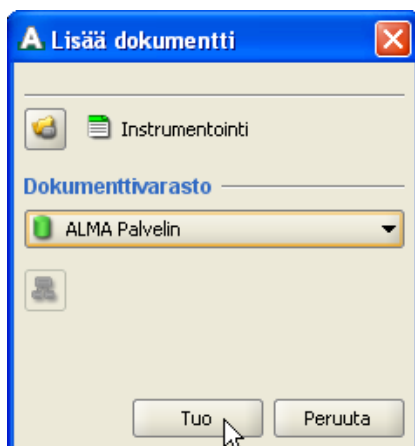 Lisää dokumentti
Instrumentointi
Dokumenttivarasto
ALMA Palvelin
Tuo
Peruuta